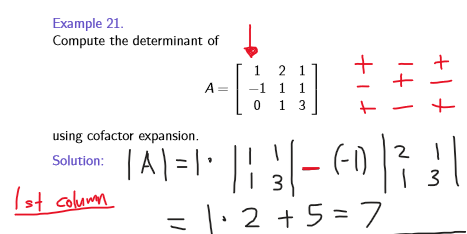 Example 21.
Compute the determinant of
+ − +
1 2 1
− + −
A = −1 1 1
+ − +
0 1 3
using cofactor expansion.
Solution: |A| = 1 · |1 1| − (-1) |2 1|
|1 3| |1 3|
1st column
= 1 · 2 + 5 = 7